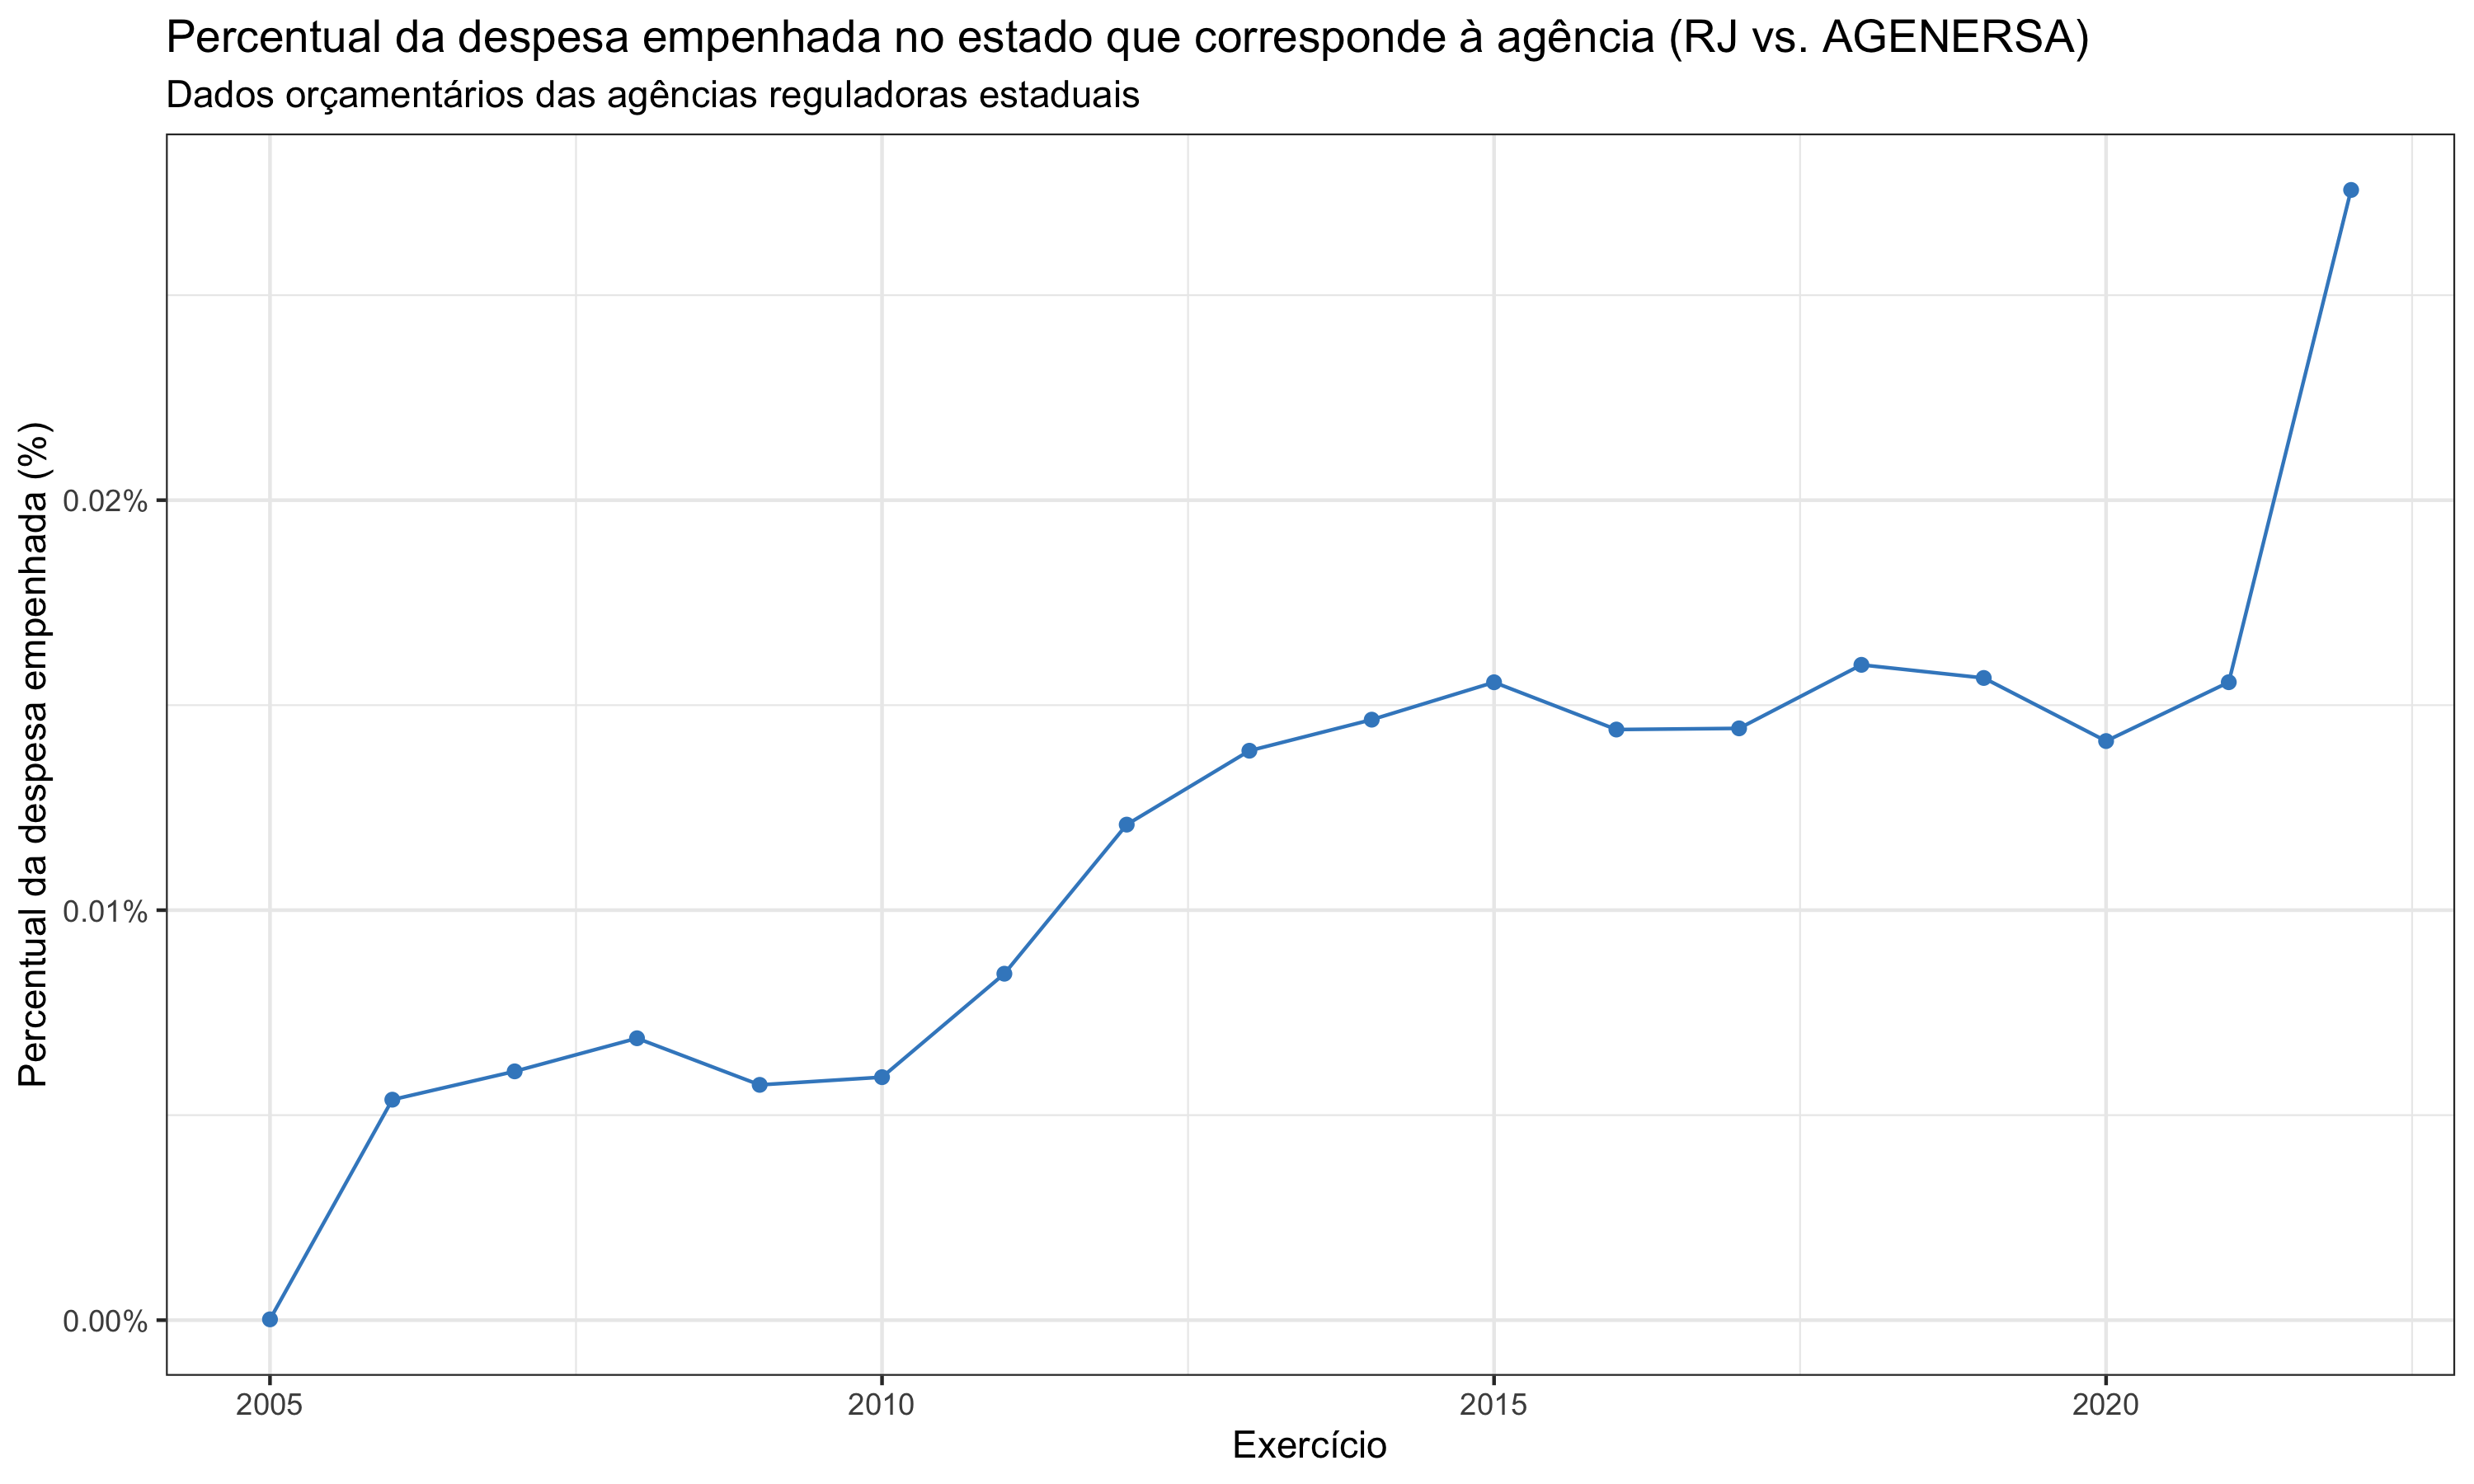 Percentual da despesa empenhada no estado que corresponde à agência (RJ vs. AGENERSA)
Dados orçamentários das agências reguladoras estaduais
Percentual da despesa empenhada (%)
0.02%
0.01%
0.00%
2005
2010
2015
2020
Exercício